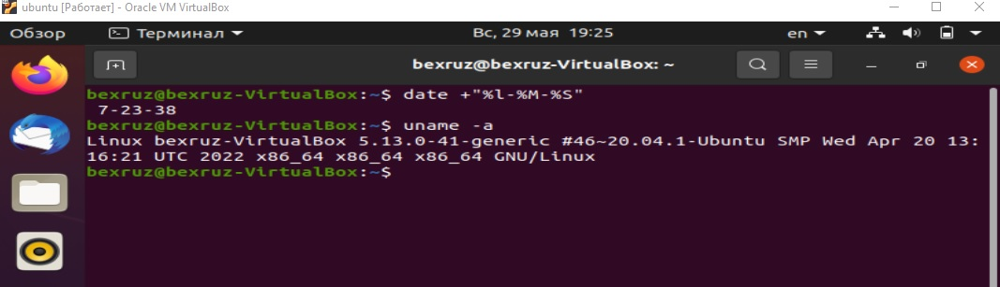 ubuntu [Работает] - Oracle VM VirtualBox
Обзор Терминал Вс, 29 мая 19:25 en
bexruz@bexruz-VirtualBox: ~
bexruz@bexruz-VirtualBox:~$ date +"%l-%M-%S"
 7-23-38
bexruz@bexruz-VirtualBox:~$ uname -a
Linux bexruz-VirtualBox 5.13.0-41-generic #46~20.04.1-Ubuntu SMP Wed Apr 20 13:
16:21 UTC 2022 x86_64 x86_64 x86_64 GNU/Linux
bexruz@bexruz-VirtualBox:~$